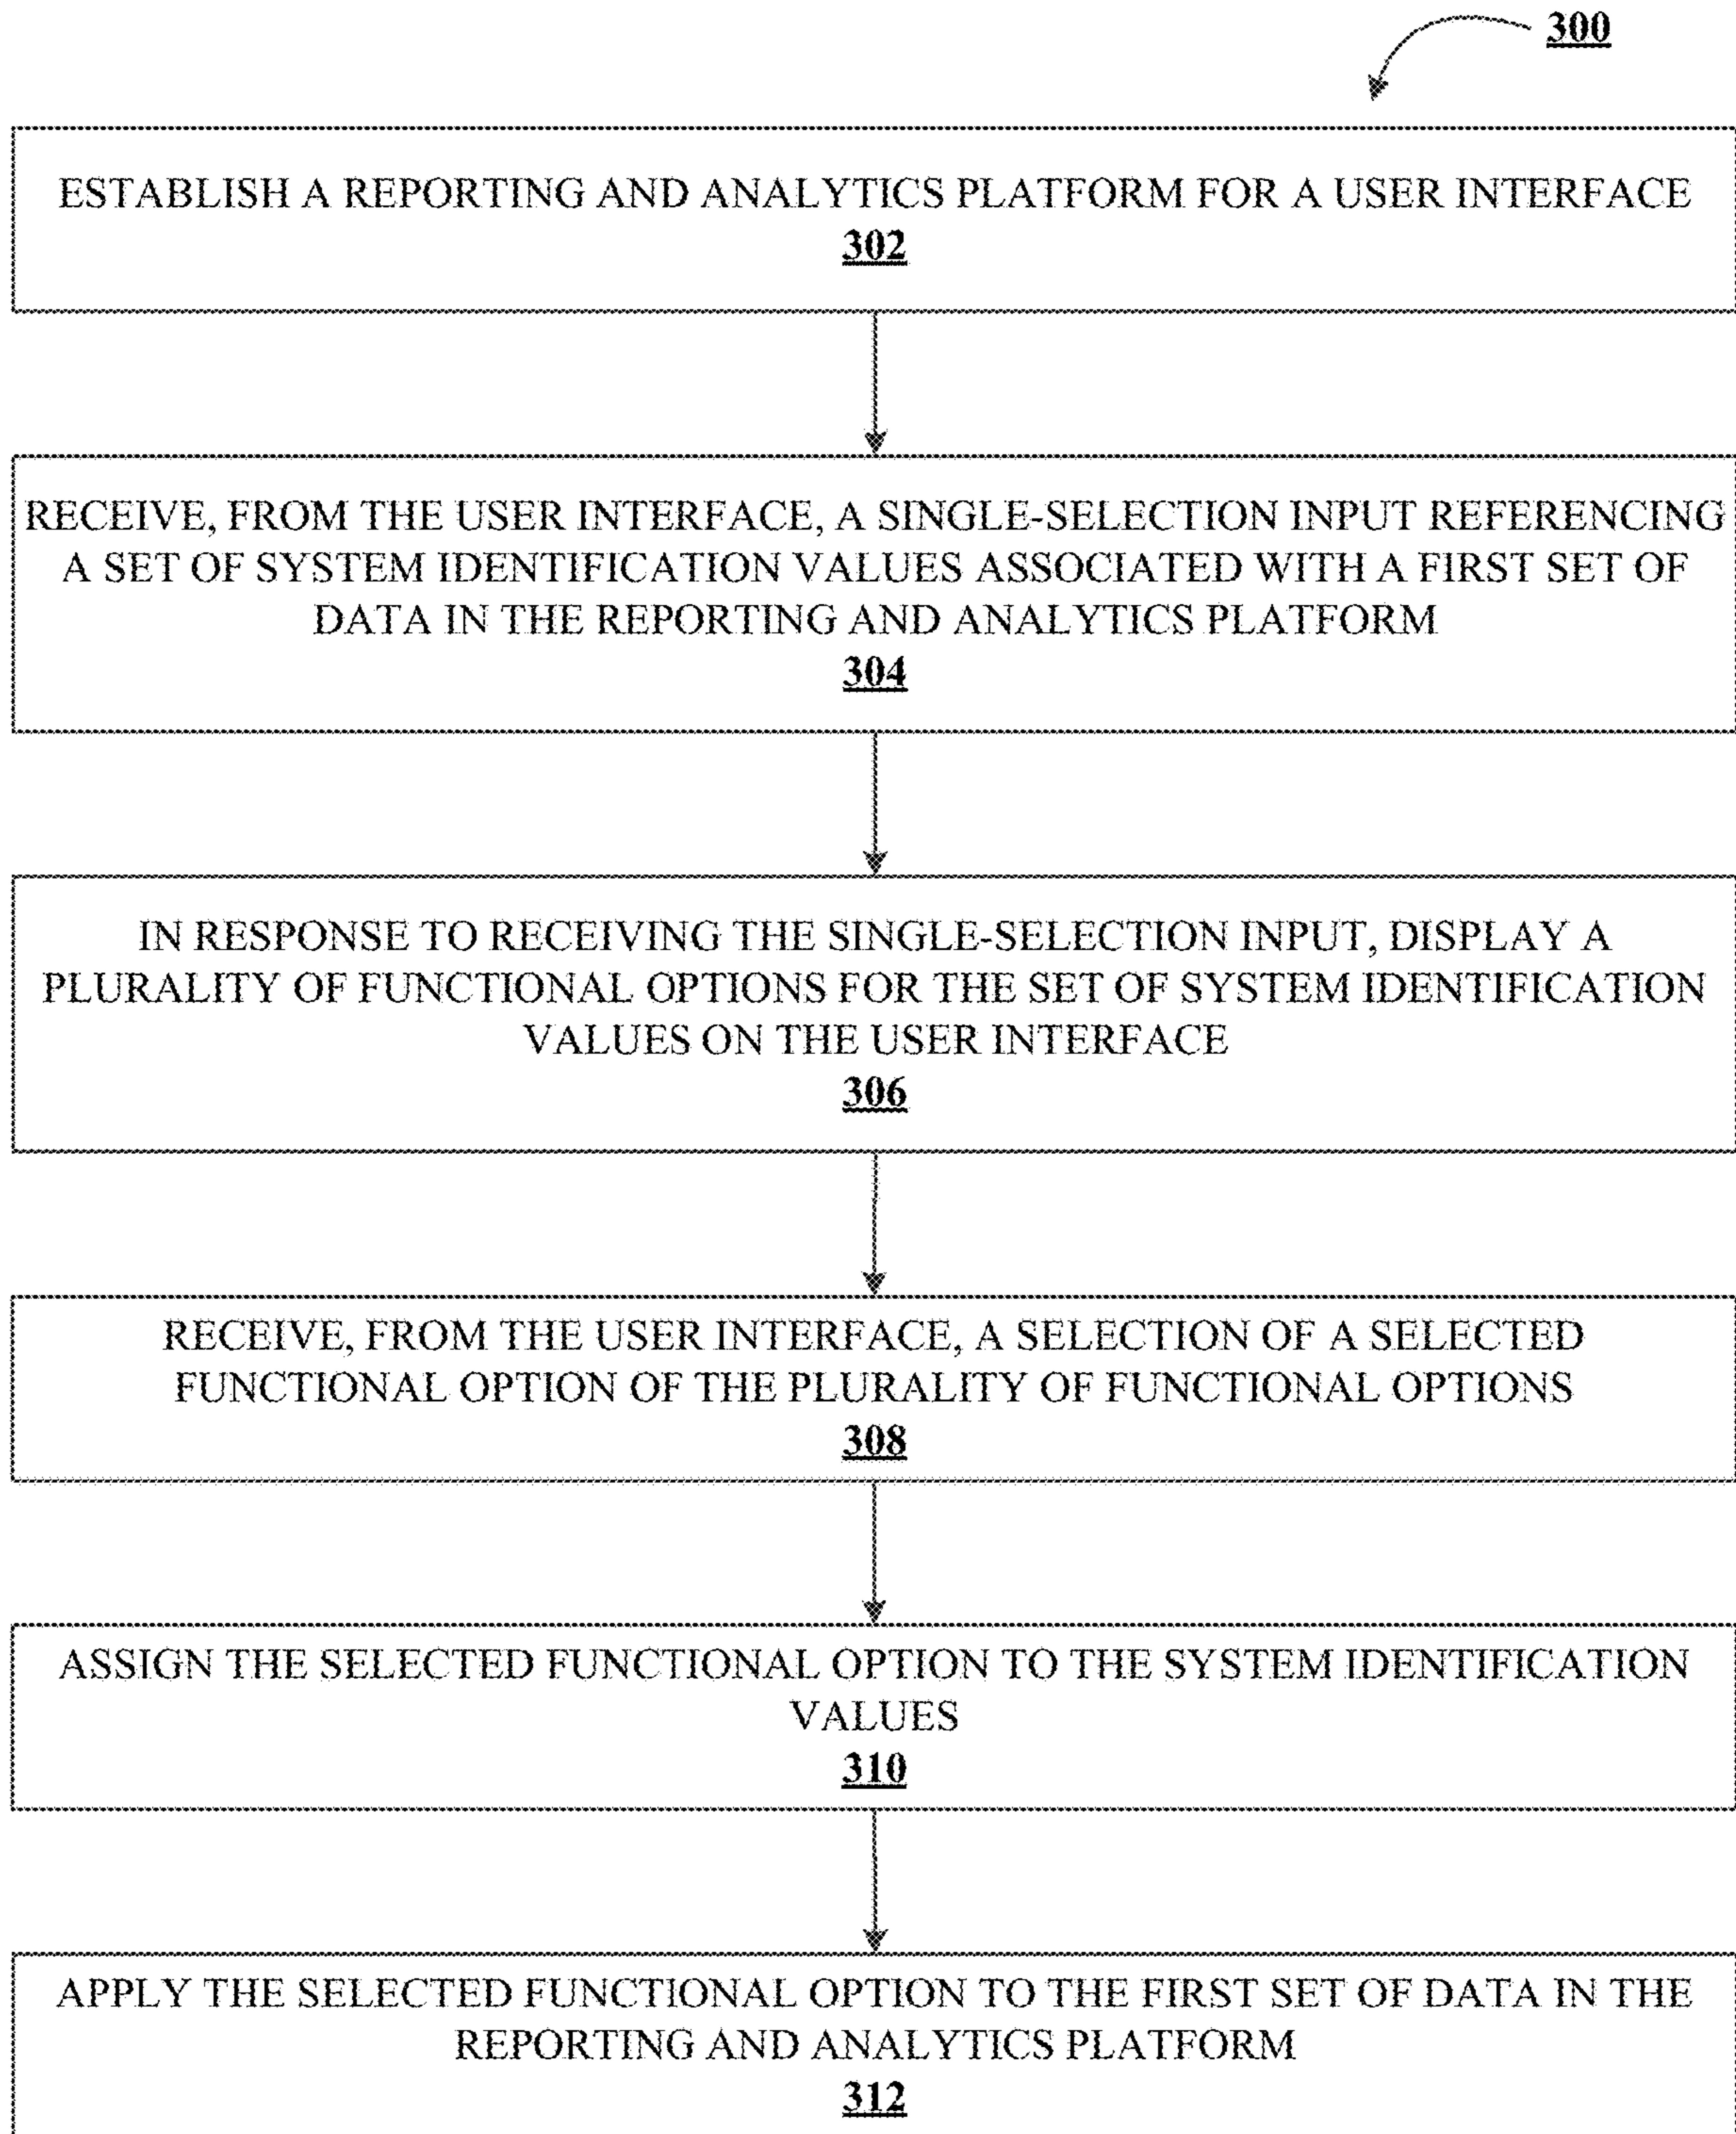 300
ESTABLISH A REPORTING AND ANALYTICS PLATFORM FOR A USER INTERFACE
302
RECEIVE, FROM THE USER INTERFACE, A SINGLE-SELECTION INPUT REFERENCING
A SET OF SYSTEM IDENTIFICATION VALUES ASSOCIATED WITH A FIRST SET OF
DATA IN THE REPORTING AND ANALYTICS PLATFORM
304
IN RESPONSE TO RECEIVING THE SINGLE-SELECTION INPUT, DISPLAY A
PLURALITY OF FUNCTIONAL OPTIONS FOR THE SET OF SYSTEM IDENTIFICATION
VALUES ON THE USER INTERFACE
306
RECEIVE, FROM THE USER INTERFACE, A SELECTION OF A SELECTED
FUNCTIONAL OPTION OF THE PLURALITY OF FUNCTIONAL OPTIONS
308
ASSIGN THE SELECTED FUNCTIONAL OPTION TO THE SYSTEM IDENTIFICATION
VALUES
310
APPLY THE SELECTED FUNCTIONAL OPTION TO THE FIRST SET OF DATA IN THE
REPORTING AND ANALYTICS PLATFORM
312